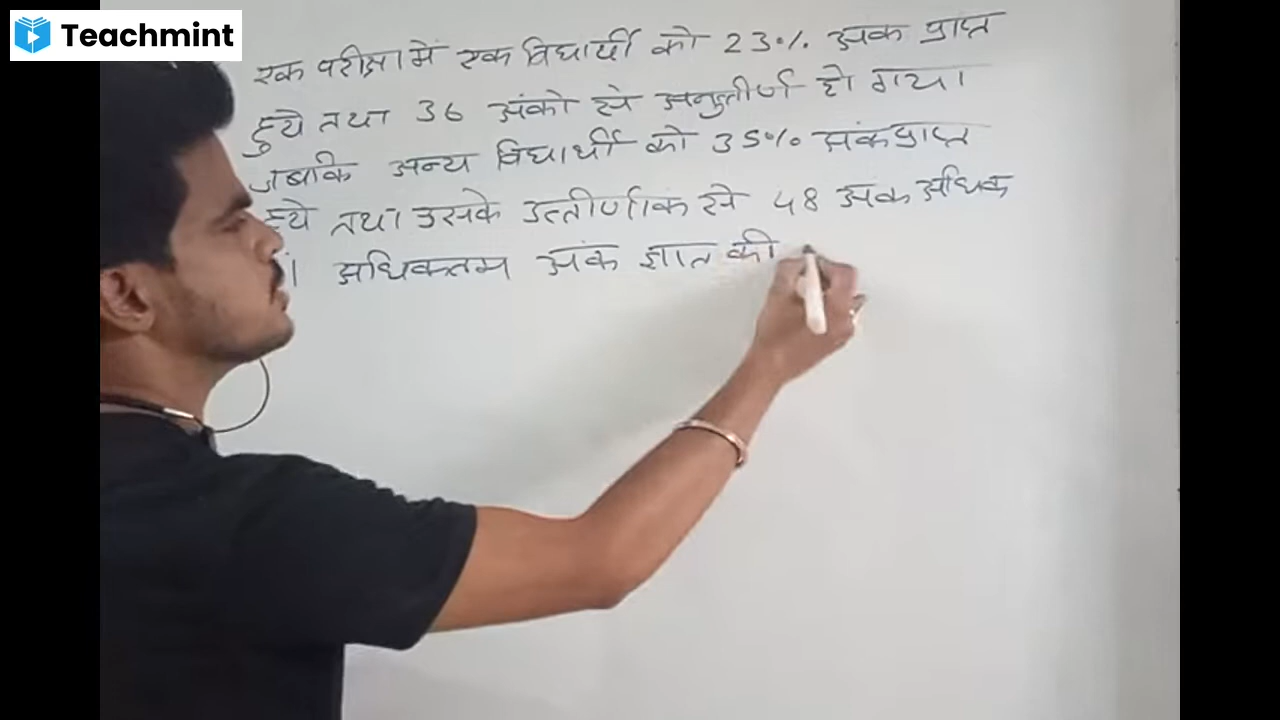 Teachmint
एक परीक्षा में एक विद्यार्थी को 23% अंक प्राप्त
हुये तथा 36 अंको से अनुतीर्ण हो गया।
जबकि अन्य विद्यार्थी को 35% अंक प्राप्त
हुये तथा उसके उत्तीर्णांक से 48 अंक अधिक
। अधिकतम अंक ज्ञात की